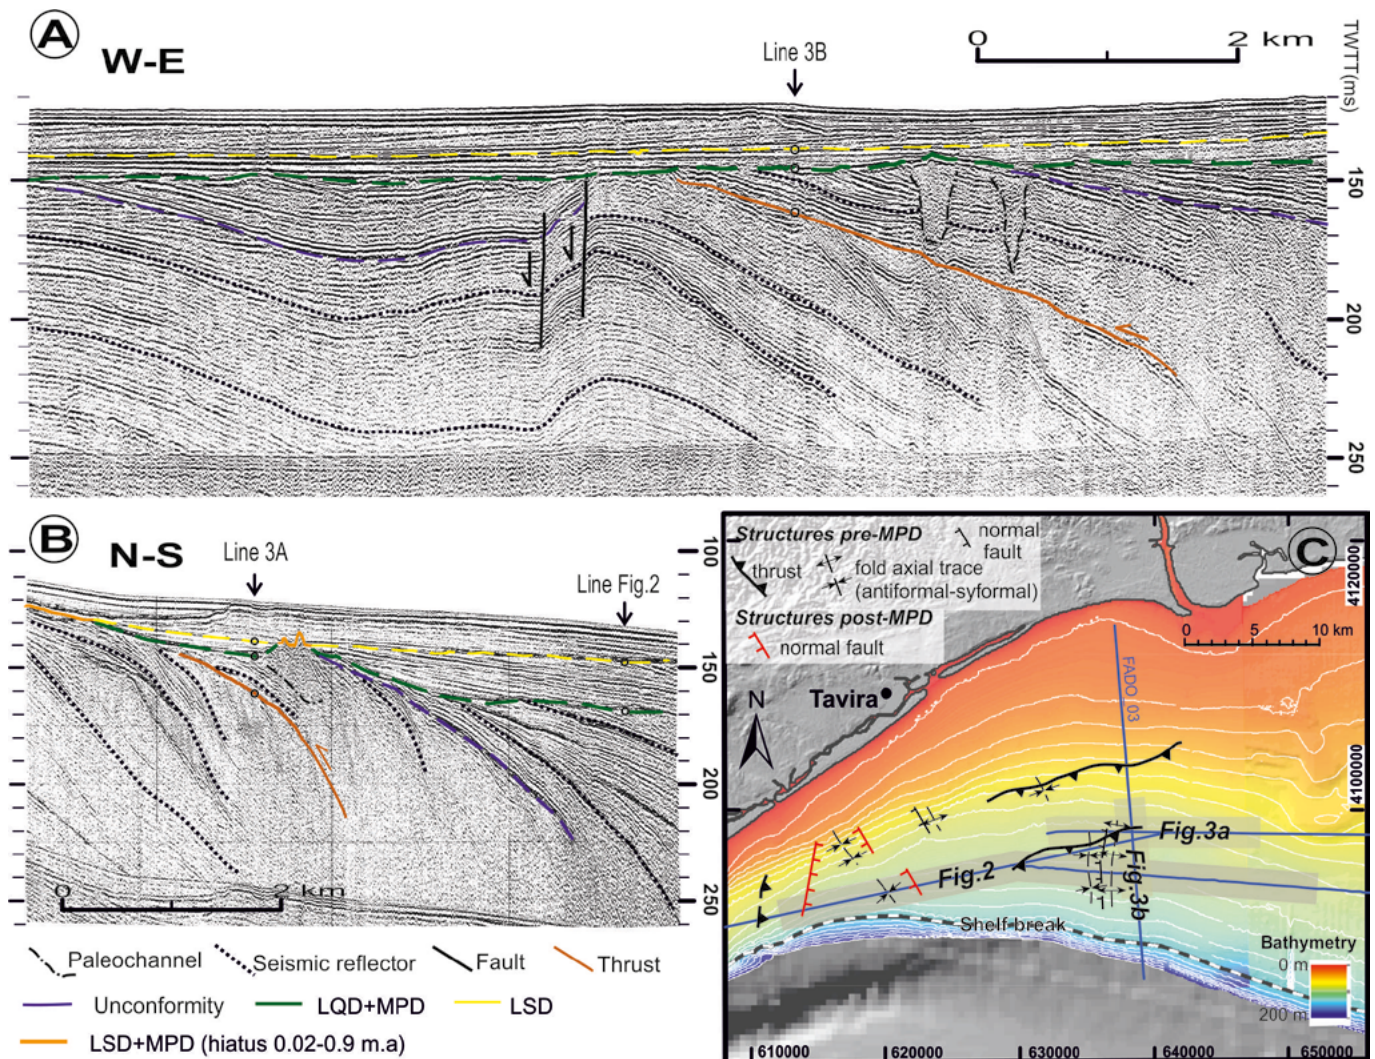 A
W-E
Line 3B
0
2 km
TWTT(ms)
150
200
250
B
N-S
Line 3A
Line Fig.2
100
150
200
250
0
2 km
Paleochannel
Seismic reflector
Fault
Thrust
Unconformity
LQD+MPD
LSD
LSD+MPD (hiatus 0.02-0.9 m.a)
C
Structures pre-MPD
normal
fault
thrust
fold axial trace
(antiformal-syformal)
Structures post-MPD
normal fault
0 5 10 km
4120000
Tavira
N
FADO_03
4100000
Fig.3a
Fig.2
Fig.3b
Shelf break
Bathymetry
0 m
200 m
610000
620000
630000
640000
650000